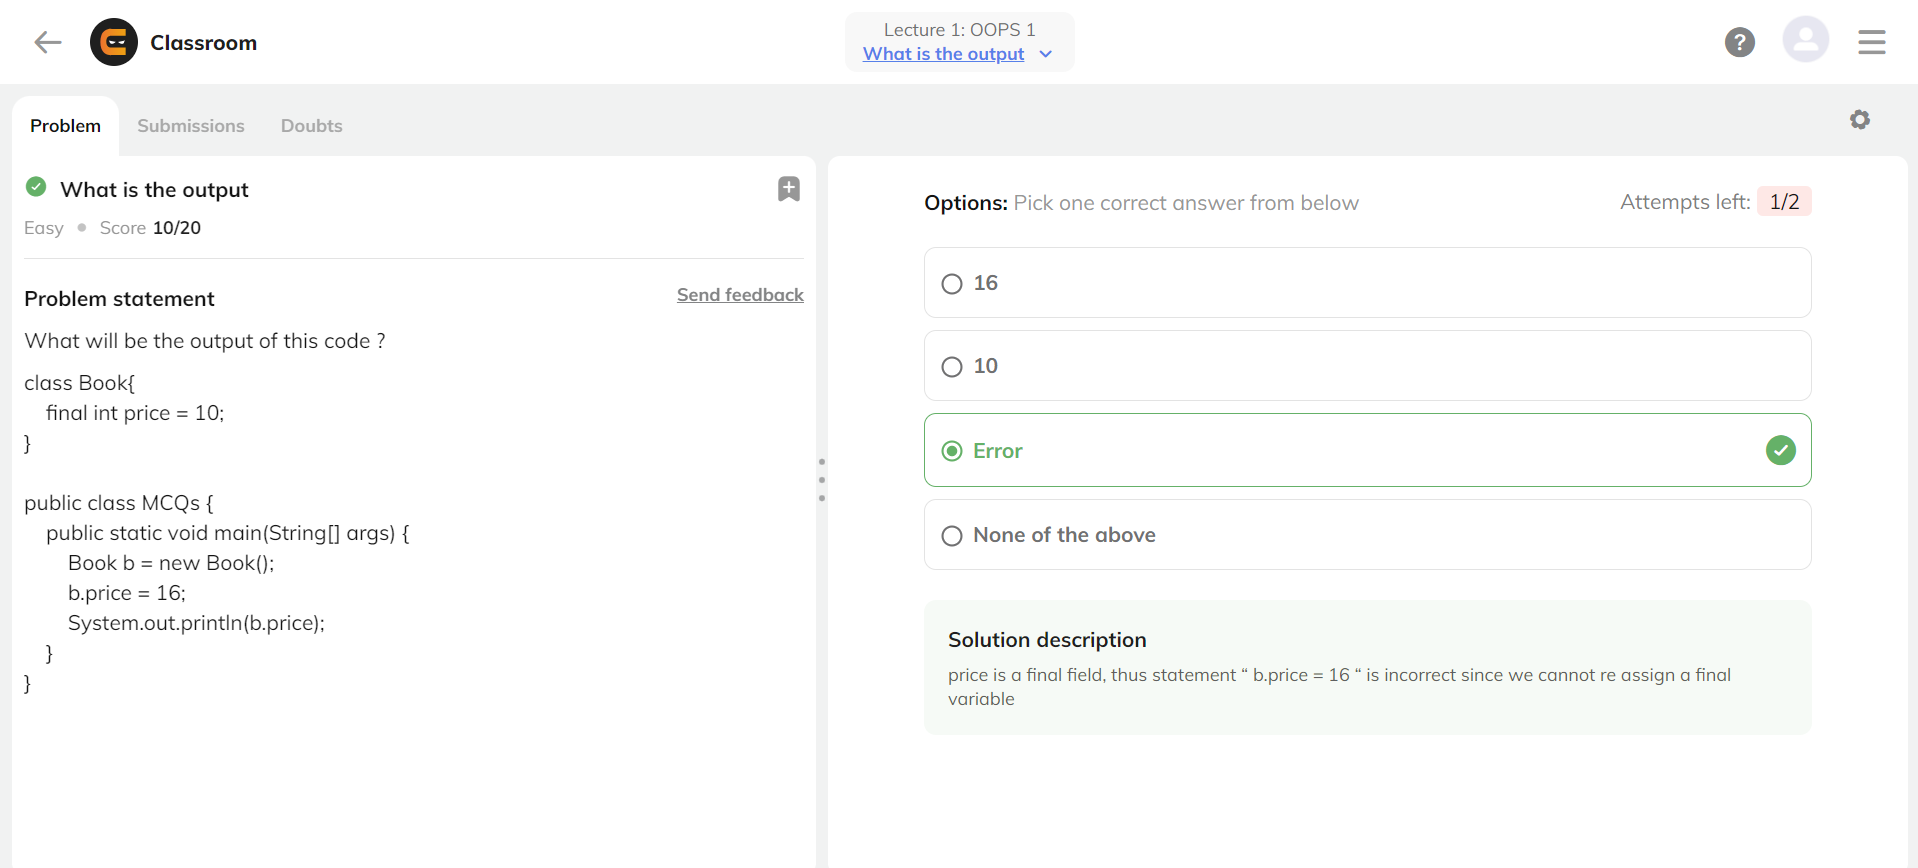 Classroom
Lecture 1: OOPS 1
What is the output
?
Problem
Submissions
Doubts
What is the output
Easy
Score 10/20
Problem statement
Send feedback
What will be the output of this code ?
class Book{
final int price = 10;
}
public class MCQs {
public static void main(String[] args) {
Book b = new Book();
b.price = 16;
System.out.println(b.price);
}
}
Options: Pick one correct answer from below
Attempts left: 1/2
16
10
Error
None of the above
Solution description
price is a final field, thus statement “ b.price = 16 “ is incorrect since we cannot re assign a final
variable